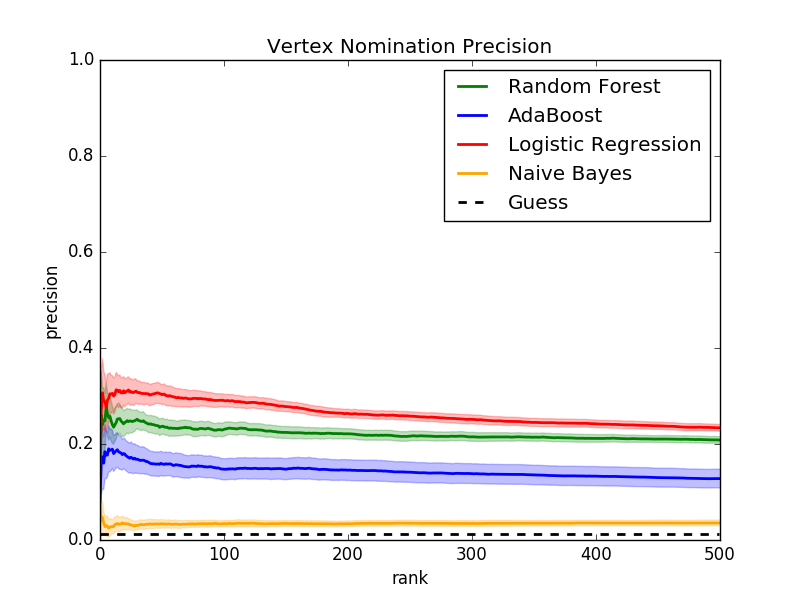 Vertex Nomination Precision
1.0
0.8
0.6
0.4
0.2
0.0
precision
Random Forest
AdaBoost
Logistic Regression
Naive Bayes
Guess
0 100 200 300 400 500
rank